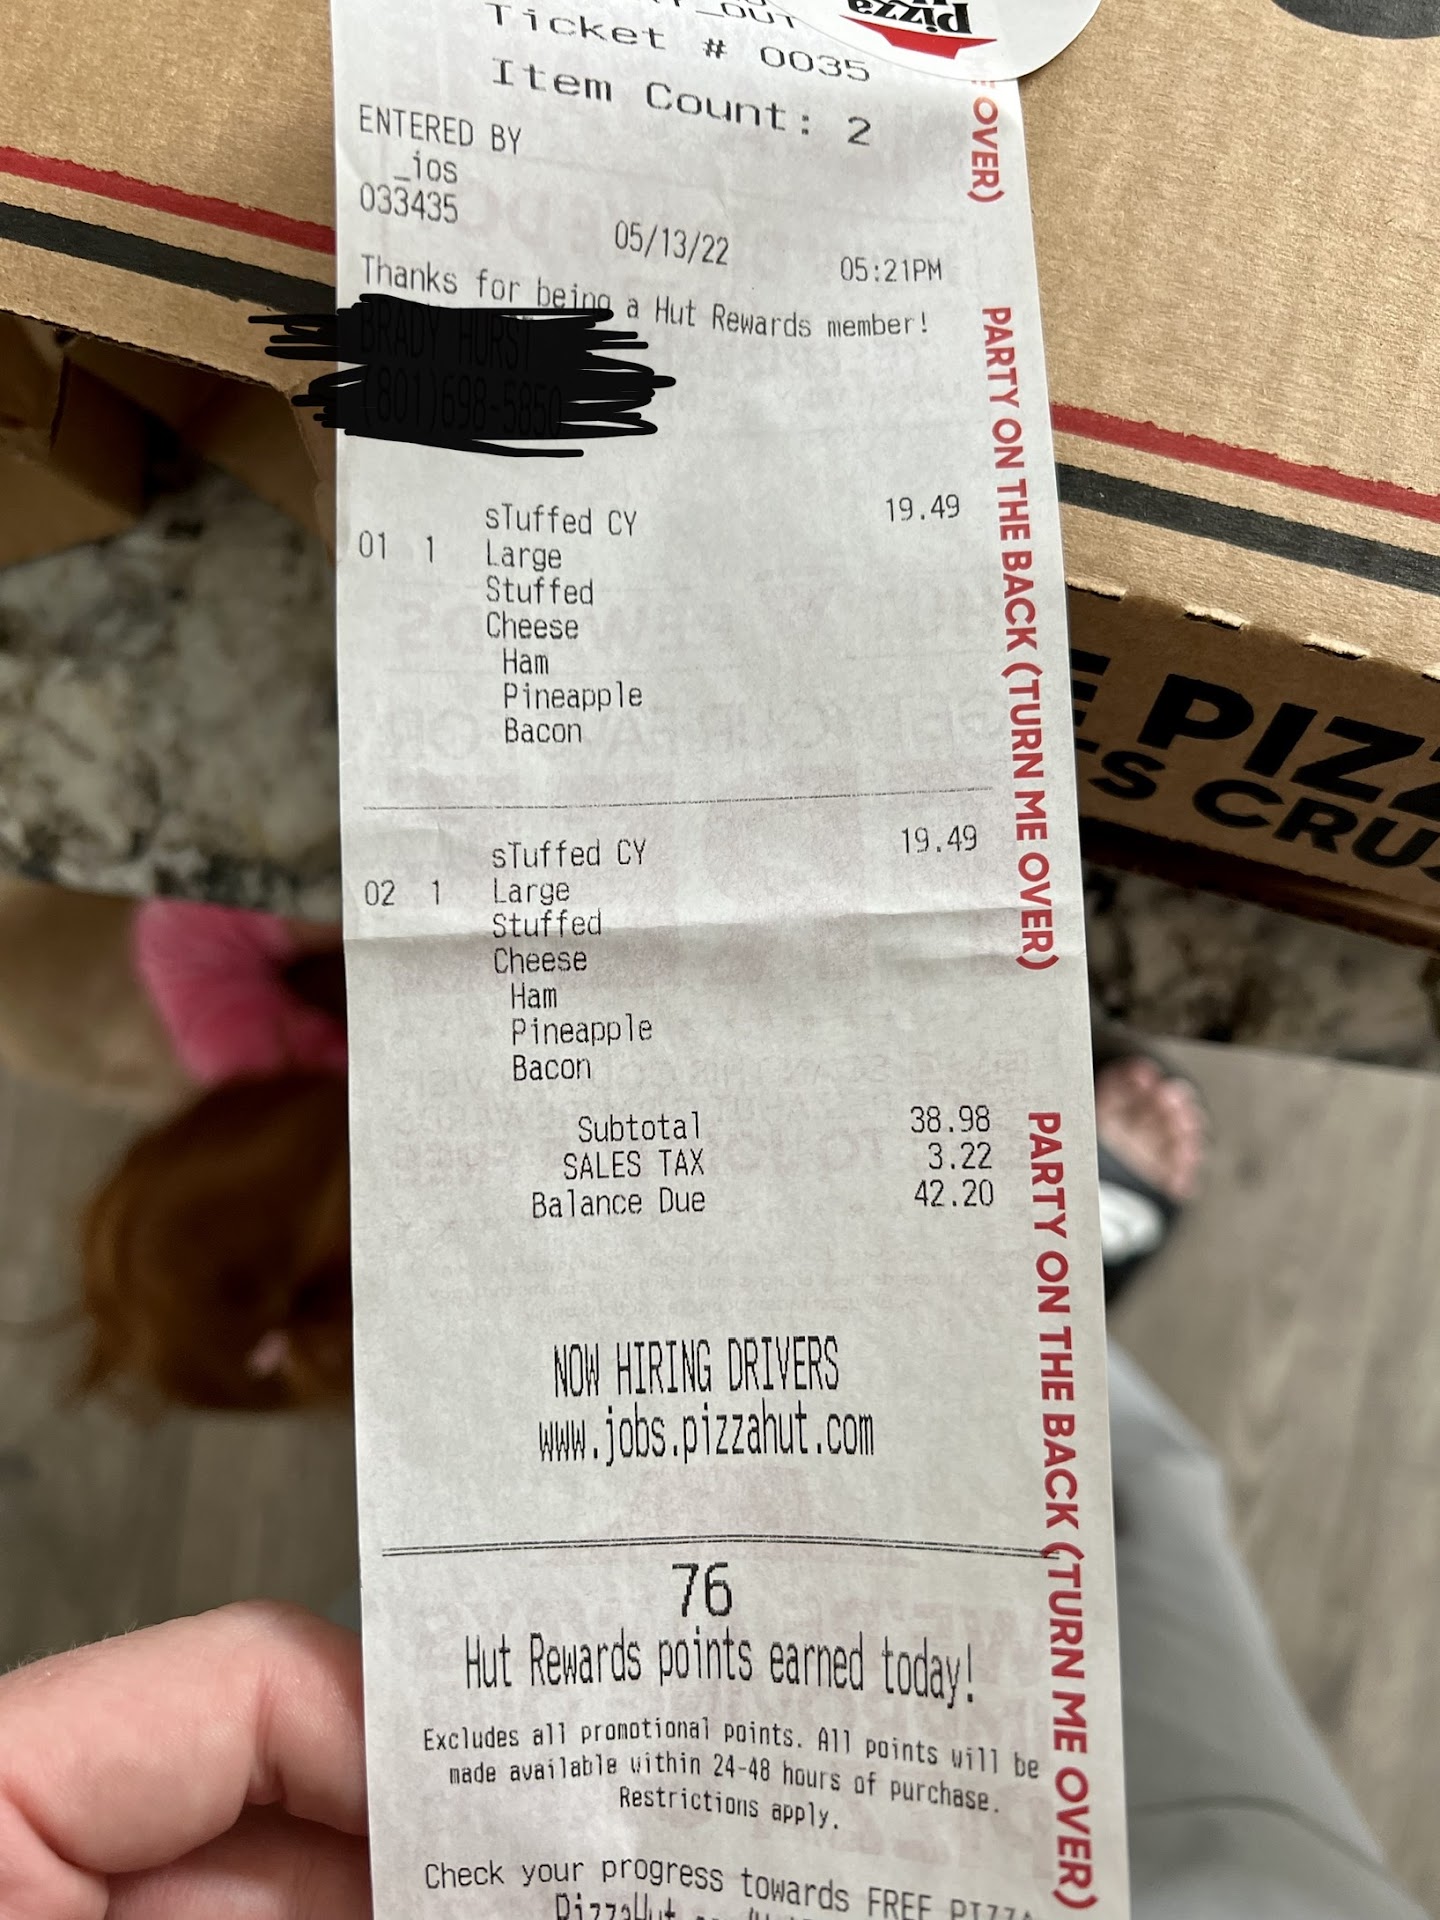 Pizza
Ticket # 0035
Item Count: 2
ENTERED BY
_ios
033435 05/13/22 05:21PM
Thanks for being a Hut Rewards member!
sTuffed CY 19.49
01 1 Large
Stuffed
Cheese
Ham
Pineapple
Bacon
sTuffed CY 19.49
02 1 Large
Stuffed
Cheese
Ham
Pineapple
Bacon
Subtotal 38.98
SALES TAX 3.22
Balance Due 42.20
NOW HIRING DRIVERS
www.jobs.pizzahut.com
76
Hut Rewards points earned today!
Excludes all promotional points. All points will be
made available within 24-48 hours of purchase.
Restrictions apply.
Check your progress towards FREE PIZZA
OVER)
PARTY ON THE BACK (TURN ME OVER)
PARTY ON THE BACK (TURN ME OVER)